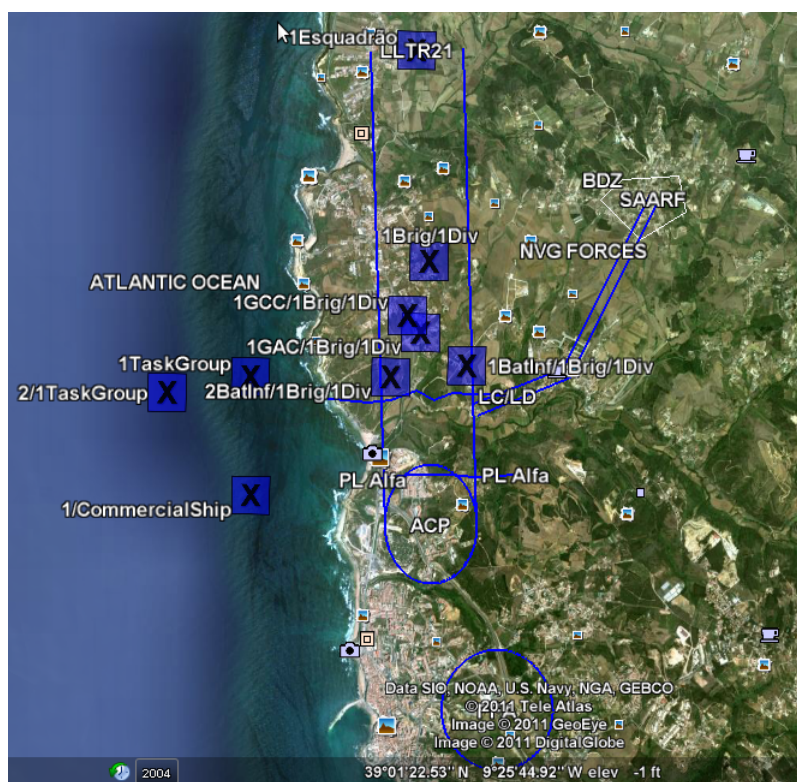 1Esquadrão
LLTR21
X
BDZ
SAARF
1Brig/1Div
X
NVG FORCES
ATLANTIC OCEAN
1GCC/1Brig/1Div
X
X
1GAC/1Brig/1Div
1TaskGroup
X
X
1BatInf/1Brig/1Div
2/1TaskGroup
X
2BatInf/1Brig/1Div
X
LC/LD
PL Alfa
PL Alfa
X
1/CommercialShip
ACP
Data SIO, NOAA, U.S. Navy, NGA, GEBCO
© 2011 Tele Atlas
Image © 2011 GeoEye
Image © 2011 DigitalGlobe
2004
39°01'22.53" N 9°25'44.92" W elev -1 ft